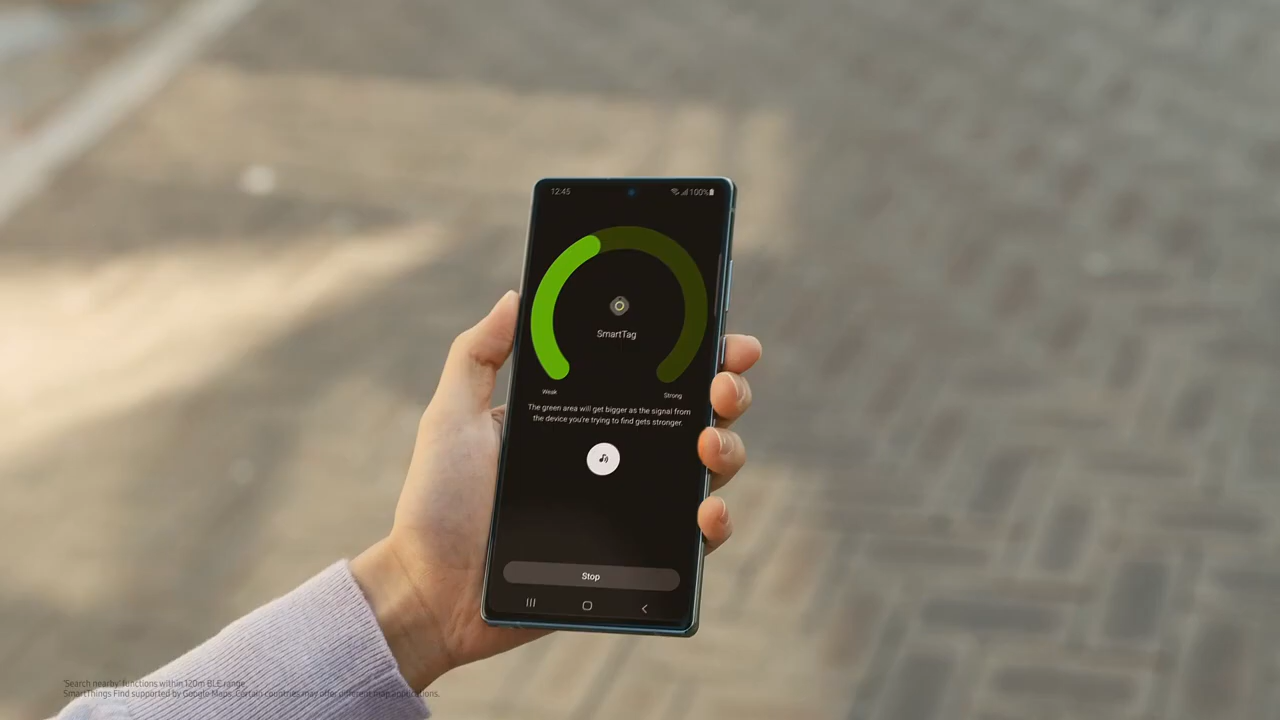 12:45
100%
SmartTag
Weak
Strong
The green area will get bigger as the signal from
the device you're trying to find gets stronger.
Stop
'Search nearby' functions within 120m BLE range.
SmartThings Find supported by Google Maps. Certain countries may offer different map applications.